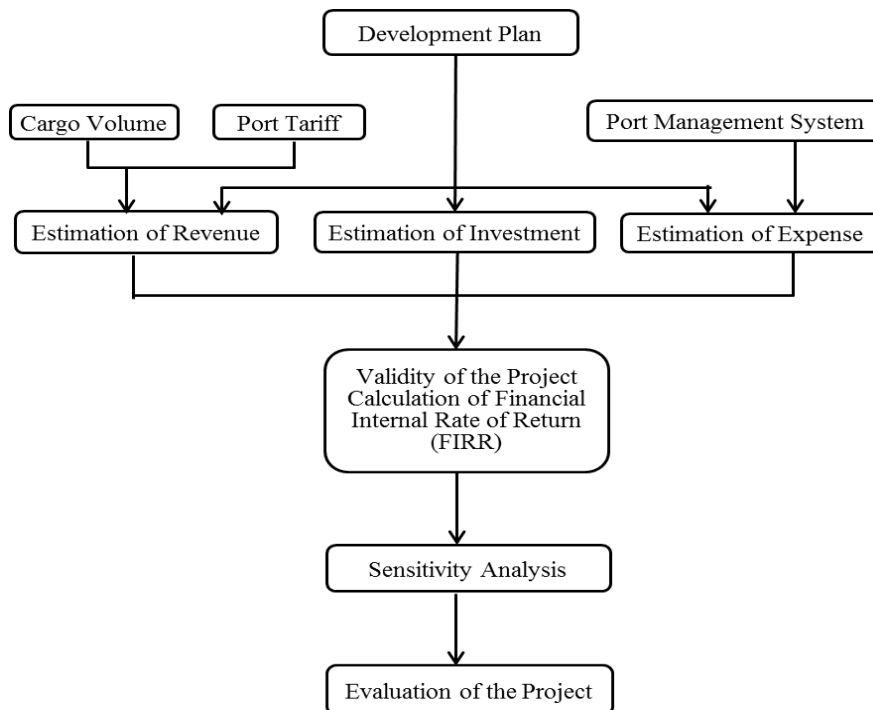 Development Plan
Cargo Volume
Port Tariff
Port Management System
Estimation of Revenue
Estimation of Investment
Estimation of Expense
Validity of the Project
Calculation of Financial
Internal Rate of Return
(FIRR)
Sensitivity Analysis
Evaluation of the Project